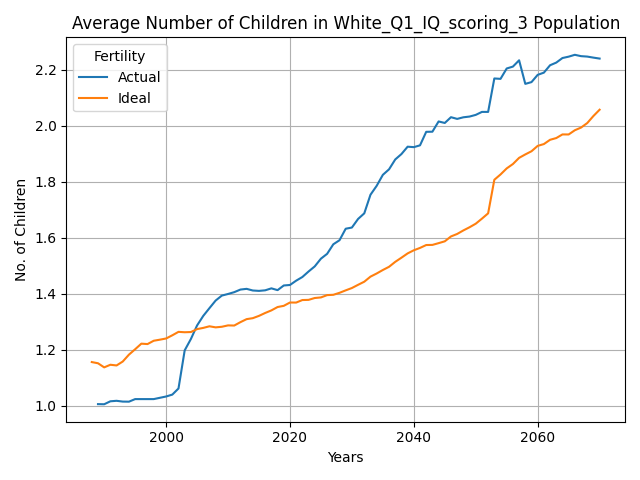 Average Number of Children in White_Q1_IQ_scoring_3 Population
Fertility
Actual
Ideal
No. of Children
2.2
2.0
1.8
1.6
1.4
1.2
1.0
2000
2020
2040
2060
Years